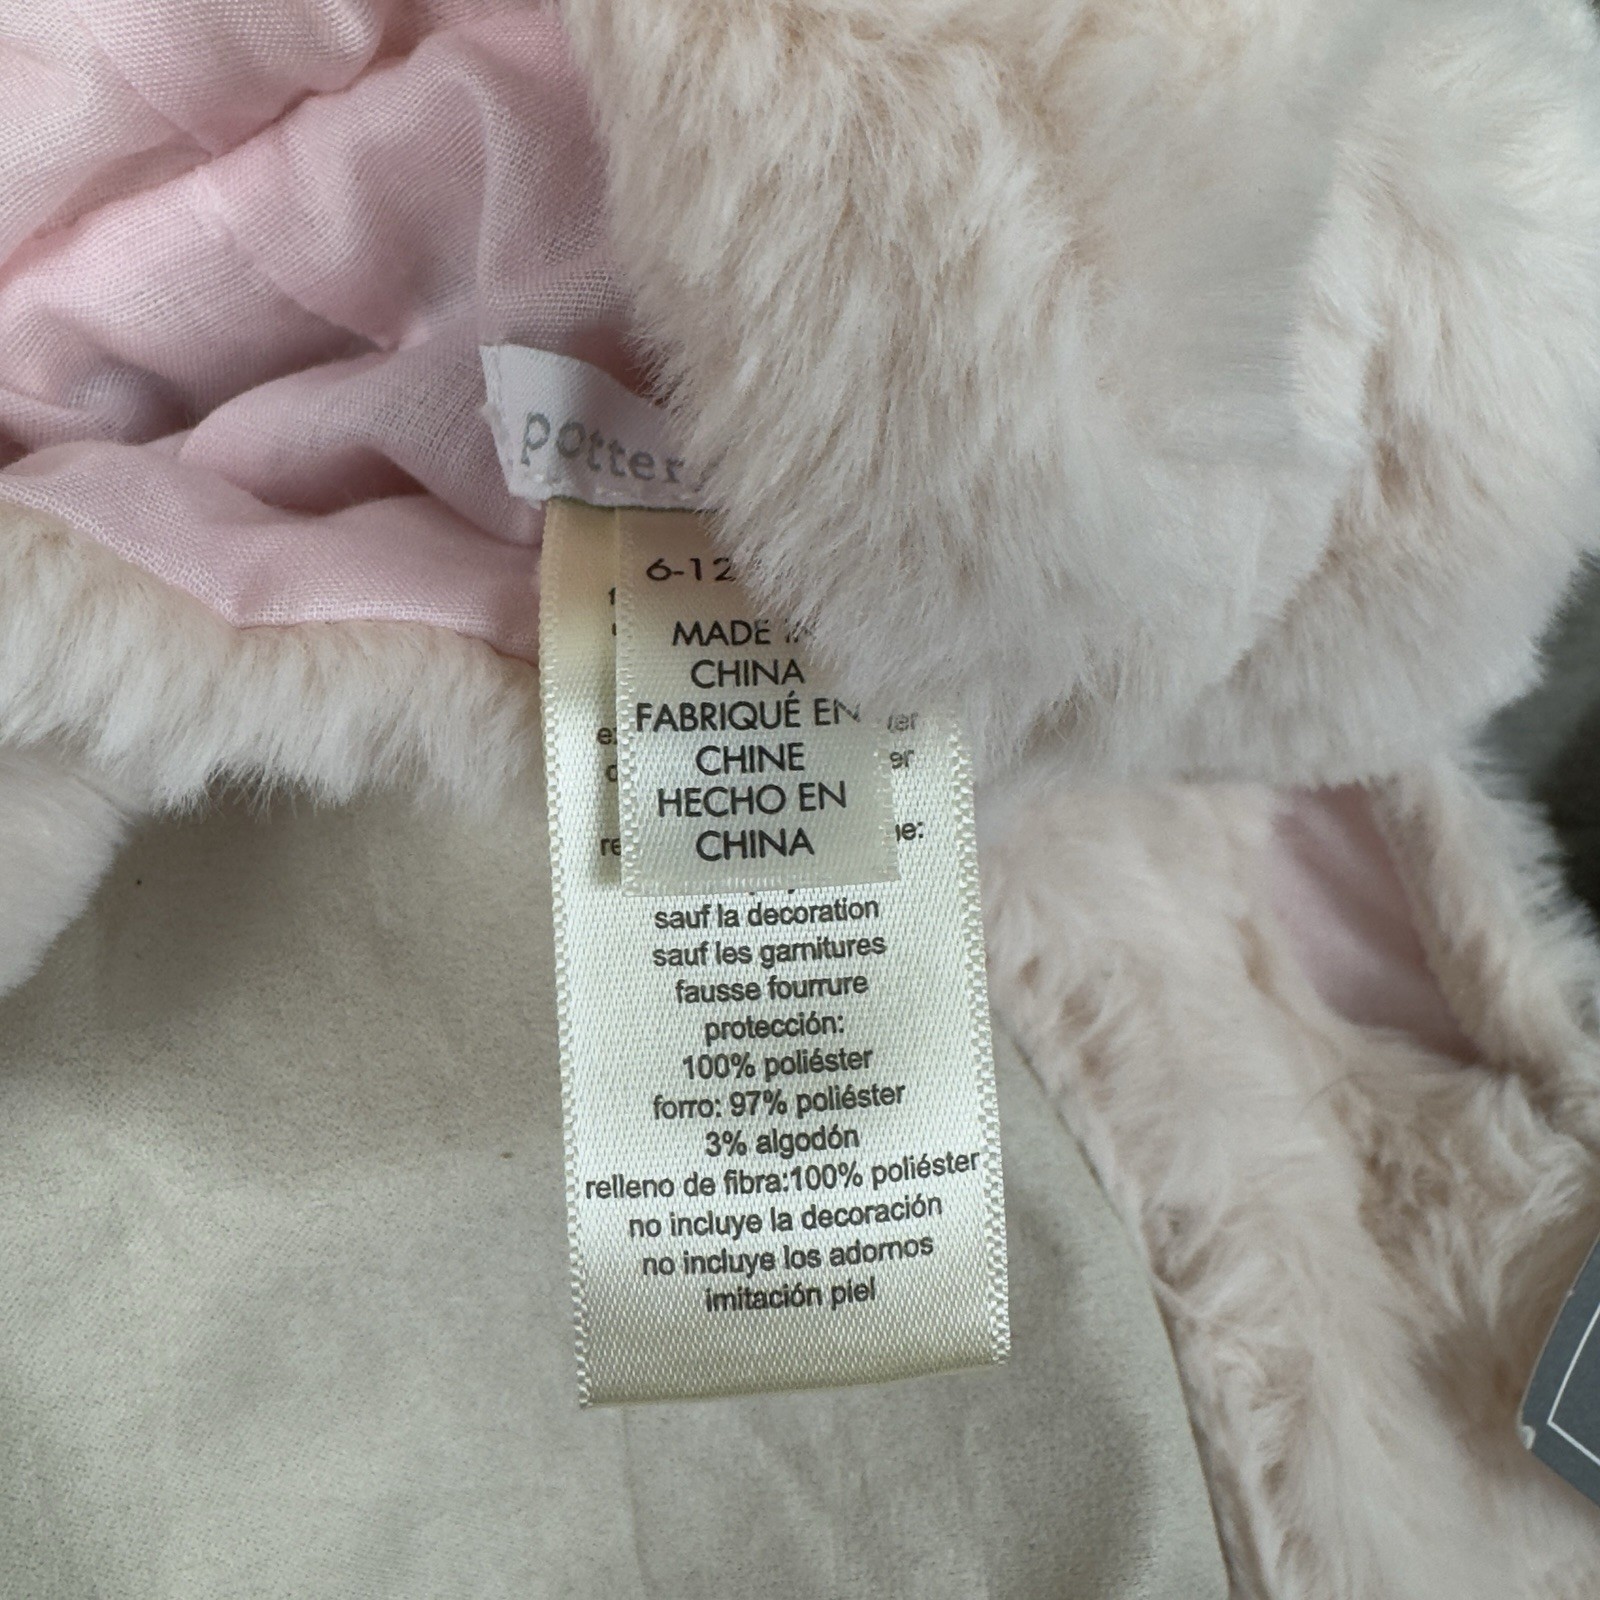 potter
6-12
MADE IN
CHINA
FABRIQUÉ EN
CHINE
HECHO EN
CHINA
sauf la decoration
sauf les garnitures
fausse fourrure
protección:
100% poliéster
forro: 97% poliéster
3% algodón
relleno de fibra:100% poliéster
no incluye la decoración
no incluye los adornos
imitación piel